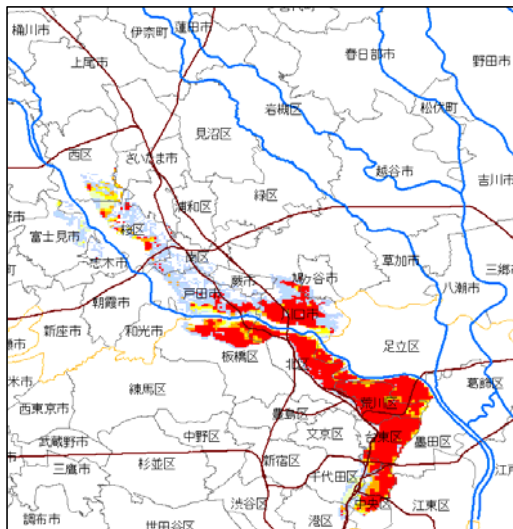 桶川市
伊奈町
蓮田市
上尾市
春日部市
野田市
岩槻区
松伏町
見沼区
西区
さいたま市
越谷市
吉川市
浦和区
緑区
桜区
富士見市
南区
草加市
三郷市
志木市
蕨市
鳩ヶ谷市
八潮市
戸田市
朝霞市
川口市
新座市
和光市
足立区
板橋区
北区
練馬区
葛飾区
西東京市
荒川区
豊島区
文京区
台東区
墨田区
武蔵野市
中野区
三鷹市
杉並区
新宿区
千代田区
江戸
渋谷区
中央区
江東区
調布市
世田谷区
港区